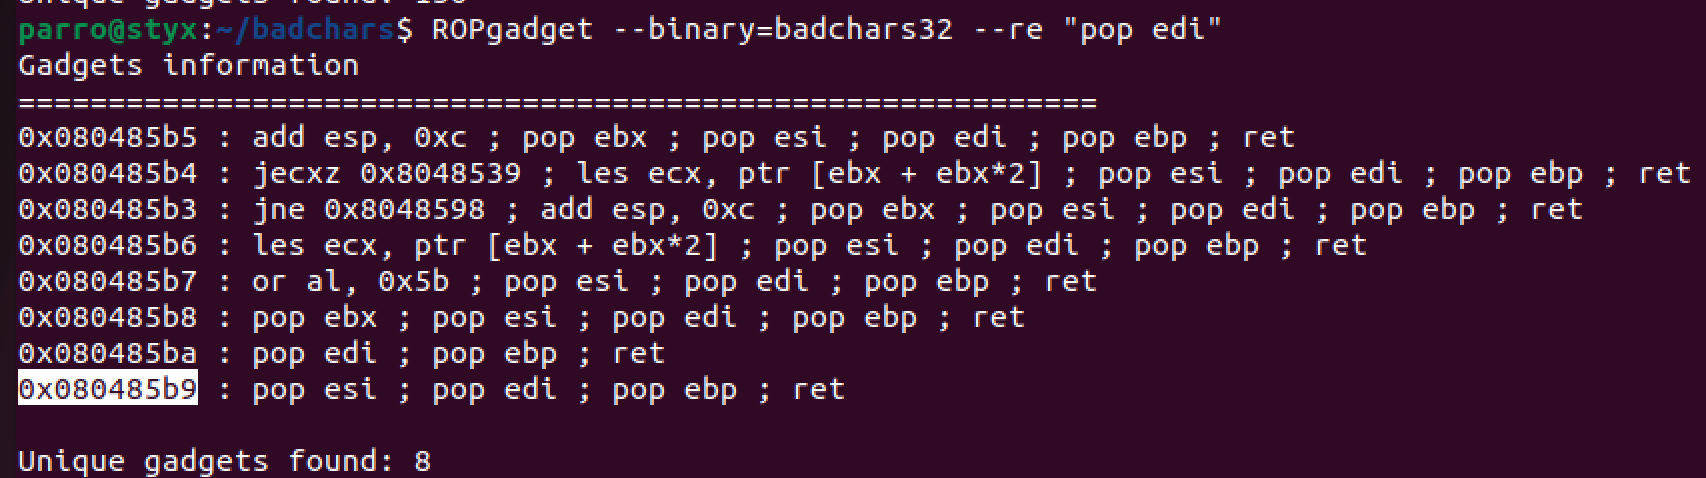 Unique gadgets found: 150
parro@styx:~/badchars$ ROPgadget --binary=badchars32 --re "pop edi"
Gadgets information
============================================================
0x080485b5 : add esp, 0xc ; pop ebx ; pop esi ; pop edi ; pop ebp ; ret
0x080485b4 : jecxz 0x8048539 ; les ecx, ptr [ebx + ebx*2] ; pop esi ; pop edi ; pop ebp ; ret
0x080485b3 : jne 0x8048598 ; add esp, 0xc ; pop ebx ; pop esi ; pop edi ; pop ebp ; ret
0x080485b6 : les ecx, ptr [ebx + ebx*2] ; pop esi ; pop edi ; pop ebp ; ret
0x080485b7 : or al, 0x5b ; pop esi ; pop edi ; pop ebp ; ret
0x080485b8 : pop ebx ; pop esi ; pop edi ; pop ebp ; ret
0x080485ba : pop edi ; pop ebp ; ret
0x080485b9 : pop esi ; pop edi ; pop ebp ; ret
Unique gadgets found: 8